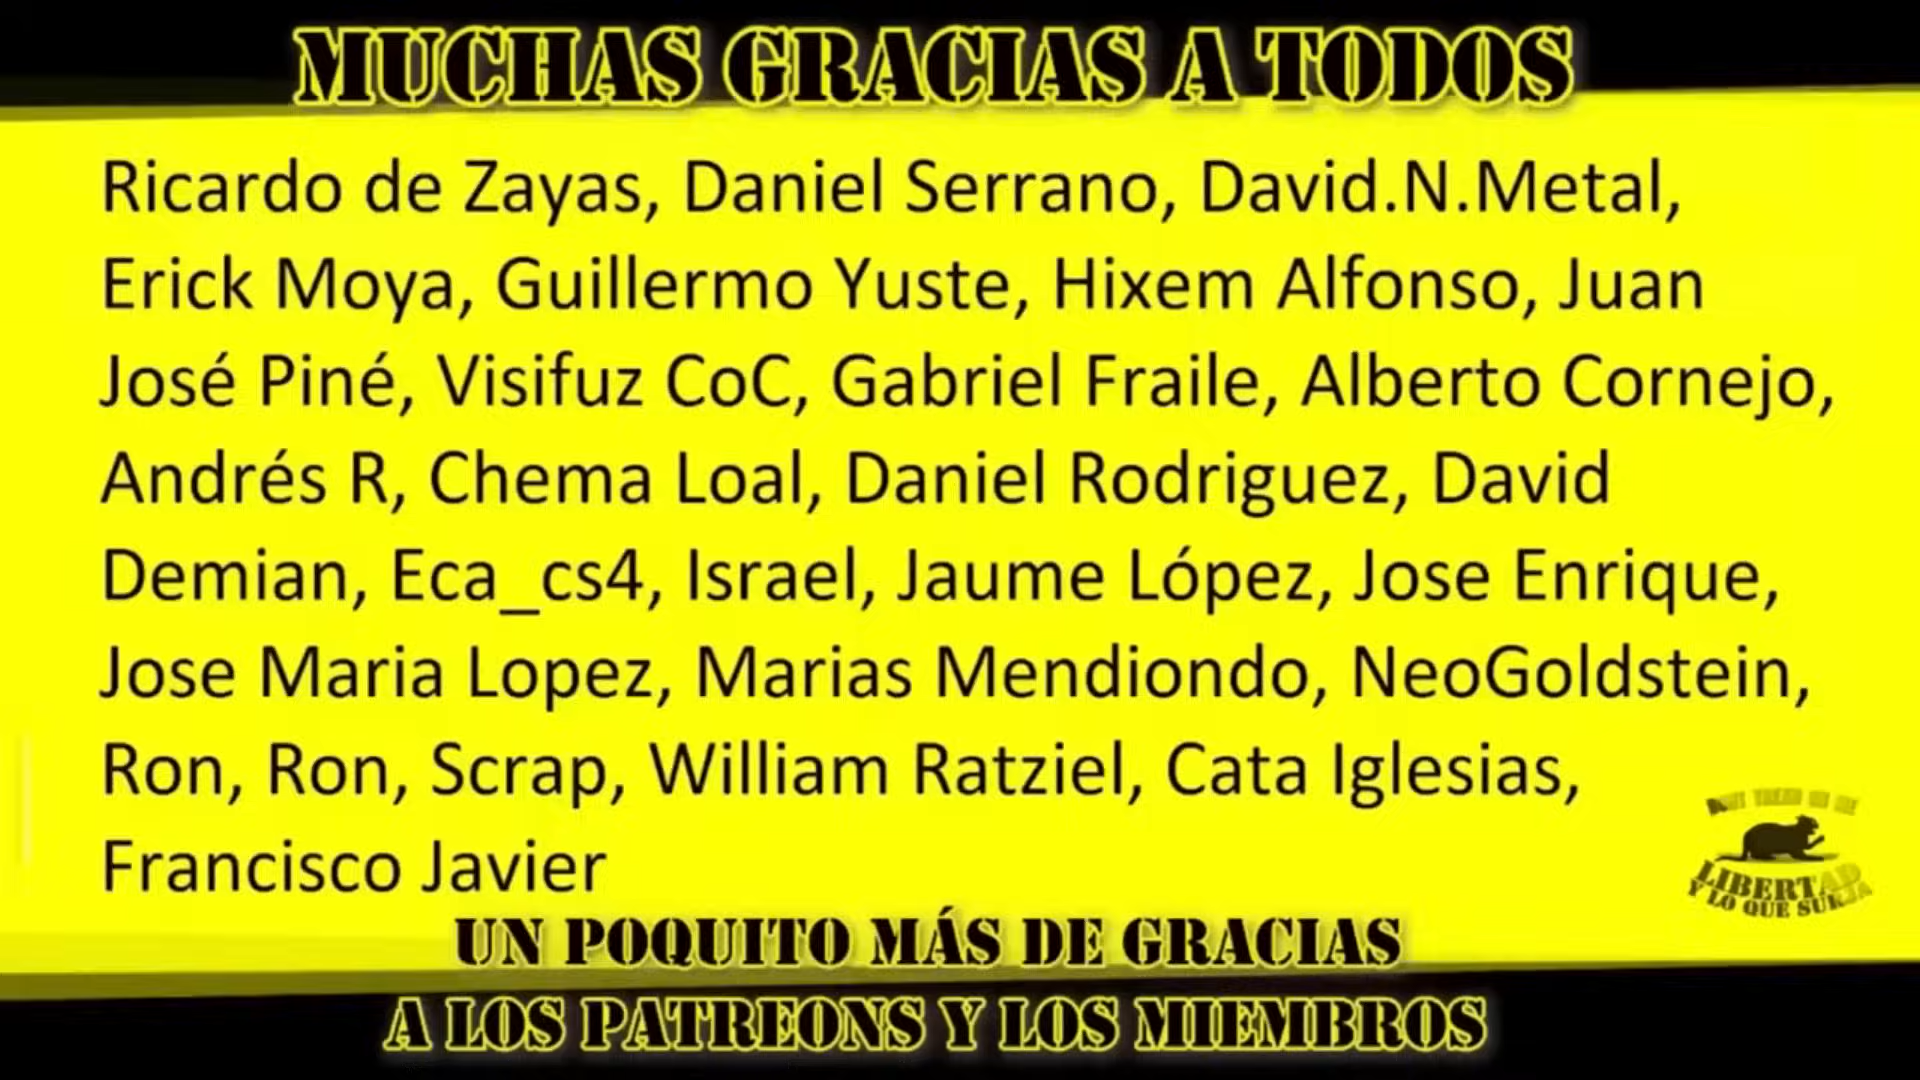 MUCHAS GRACIAS A TODOS
Ricardo de Zayas, Daniel Serrano, David.N.Metal,
Erick Moya, Guillermo Yuste, Hixem Alfonso, Juan
José Piné, Visifuz CoC, Gabriel Fraile, Alberto Cornejo,
Andrés R, Chema Loal, Daniel Rodriguez, David
Demian, Eca_cs4, Israel, Jaume López, Jose Enrique,
Jose Maria Lopez, Marias Mendiondo, NeoGoldstein,
Ron, Ron, Scrap, William Ratziel, Cata Iglesias,
Francisco Javier
LIBERTAD
Y LO QUE SURJA
UN POQUITO MÁS DE GRACIAS
A LOS PATREONS Y LOS MIEMBROS